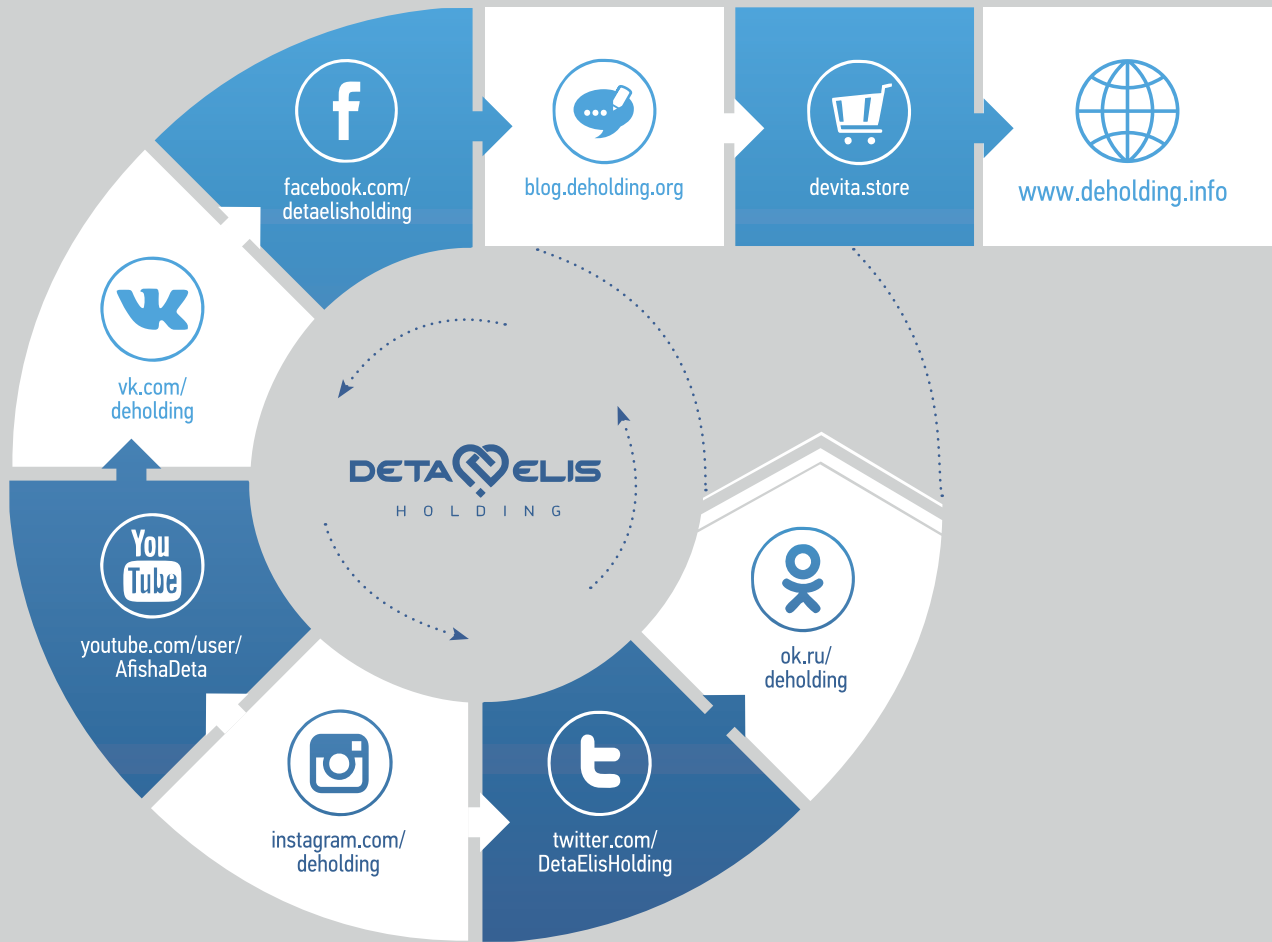 f
facebook.com/
detaelisholding
blog.deholding.org
devita.store
www.deholding.info
vk.com/
deholding
DETA ELIS
HOLDING
You
Tube
youtube.com/user/
AfishaDeta
ok.ru/
deholding
instagram.com/
deholding
t
twitter.com/
DetaElisHolding